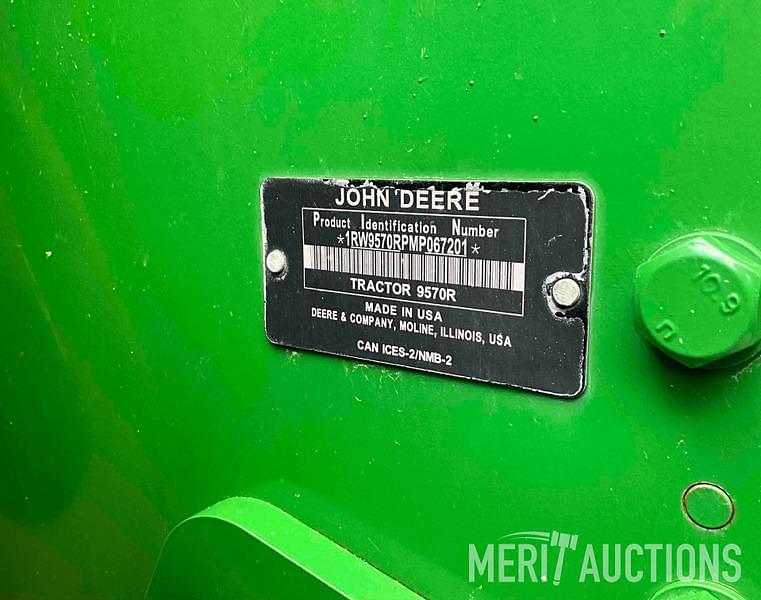 JOHN DEERE
Product Identification Number
*1RW9570RPMP067201*
TRACTOR 9570R
MADE IN USA
DEERE & COMPANY, MOLINE, ILLINOIS, USA
CAN ICES-2/NMB-2
10.9
MERIT AUCTIONS